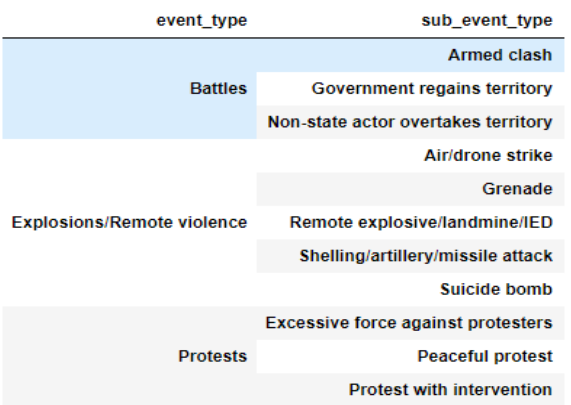 event_type sub_event_type
Armed clash
Battles Government regains territory
Non-state actor overtakes territory
Air/drone strike
Grenade
Explosions/Remote violence Remote explosive/landmine/IED
Shelling/artillery/missile attack
Suicide bomb
Excessive force against protesters
Protests Peaceful protest
Protest with intervention